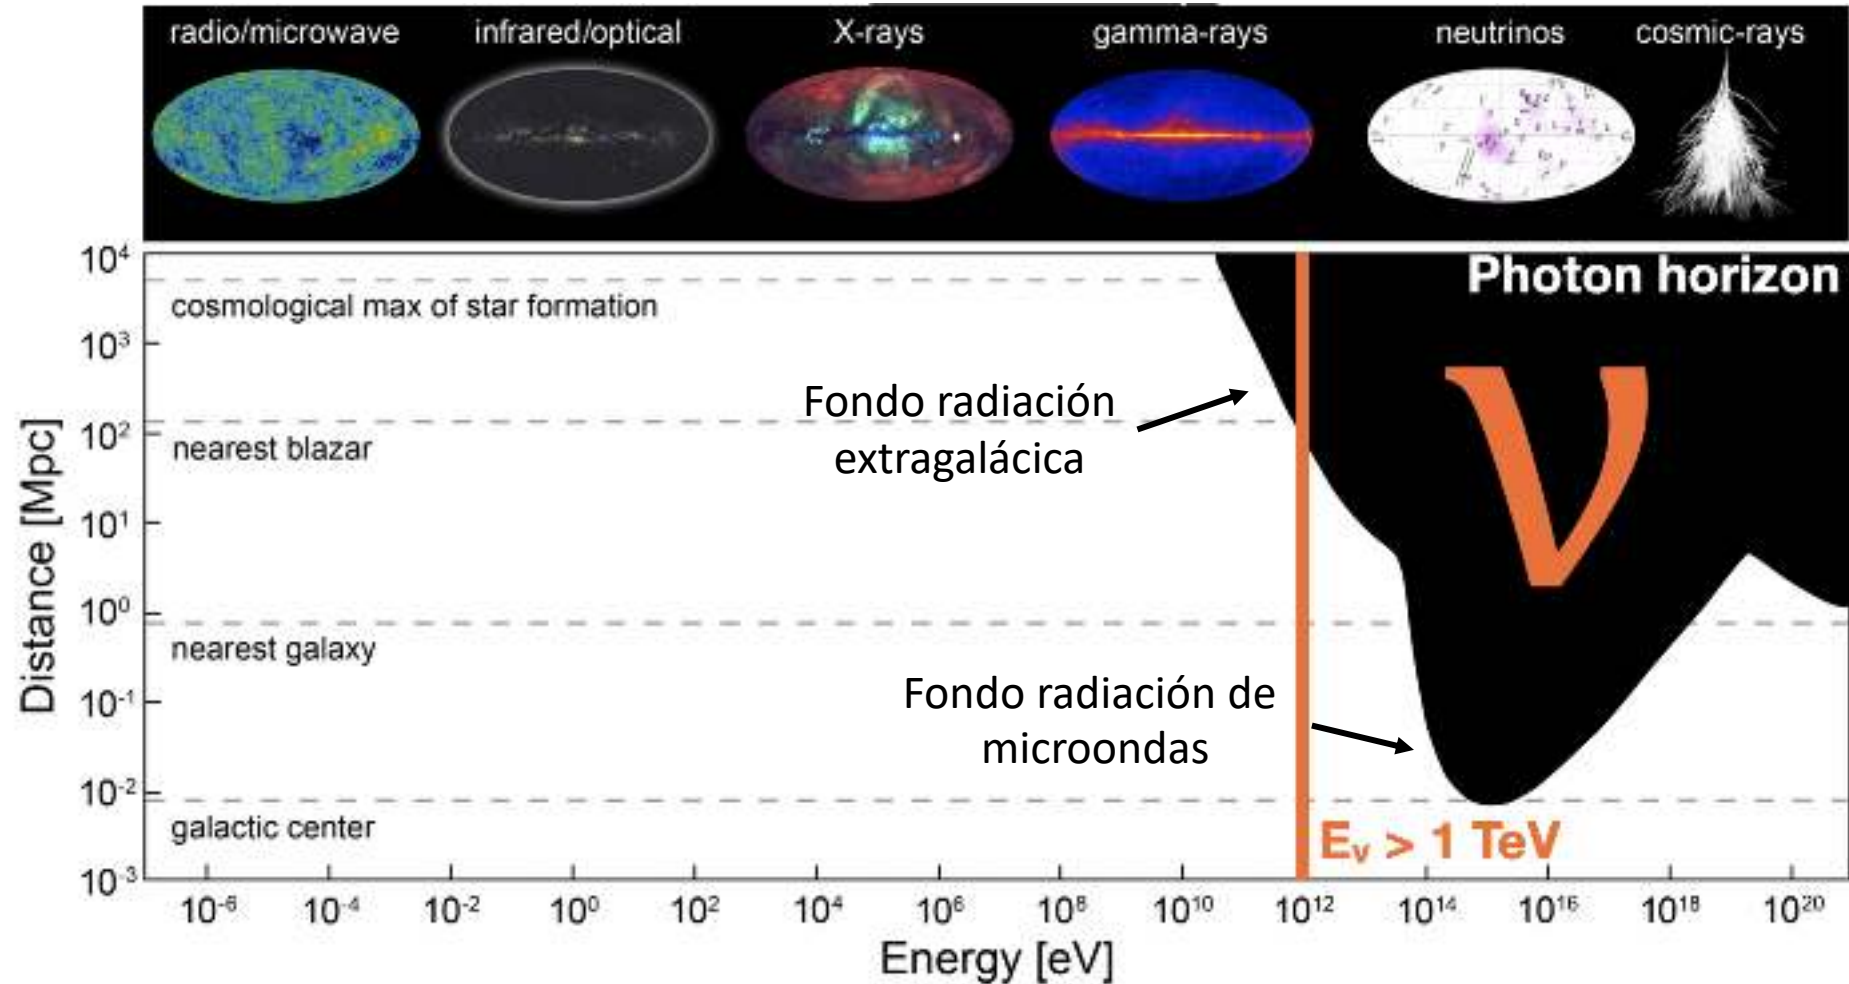 radio/microwave
infrared/optical
X-rays
gamma-rays
neutrinos
cosmic-rays
Photon horizon
10⁴
cosmological max of star formation
10³
Fondo radiación
extragalácica
ν
10²
nearest blazar
10¹
10⁰
nearest galaxy
10⁻¹
Fondo radiación de
microondas
10⁻²
galactic center
Eᵥ > 1 TeV
10⁻³
Distance [Mpc]
10⁻⁶ 10⁻⁴ 10⁻² 10⁰ 10² 10⁴ 10⁶ 10⁸ 10¹⁰ 10¹² 10¹⁴ 10¹⁶ 10¹⁸ 10²⁰
Energy [eV]